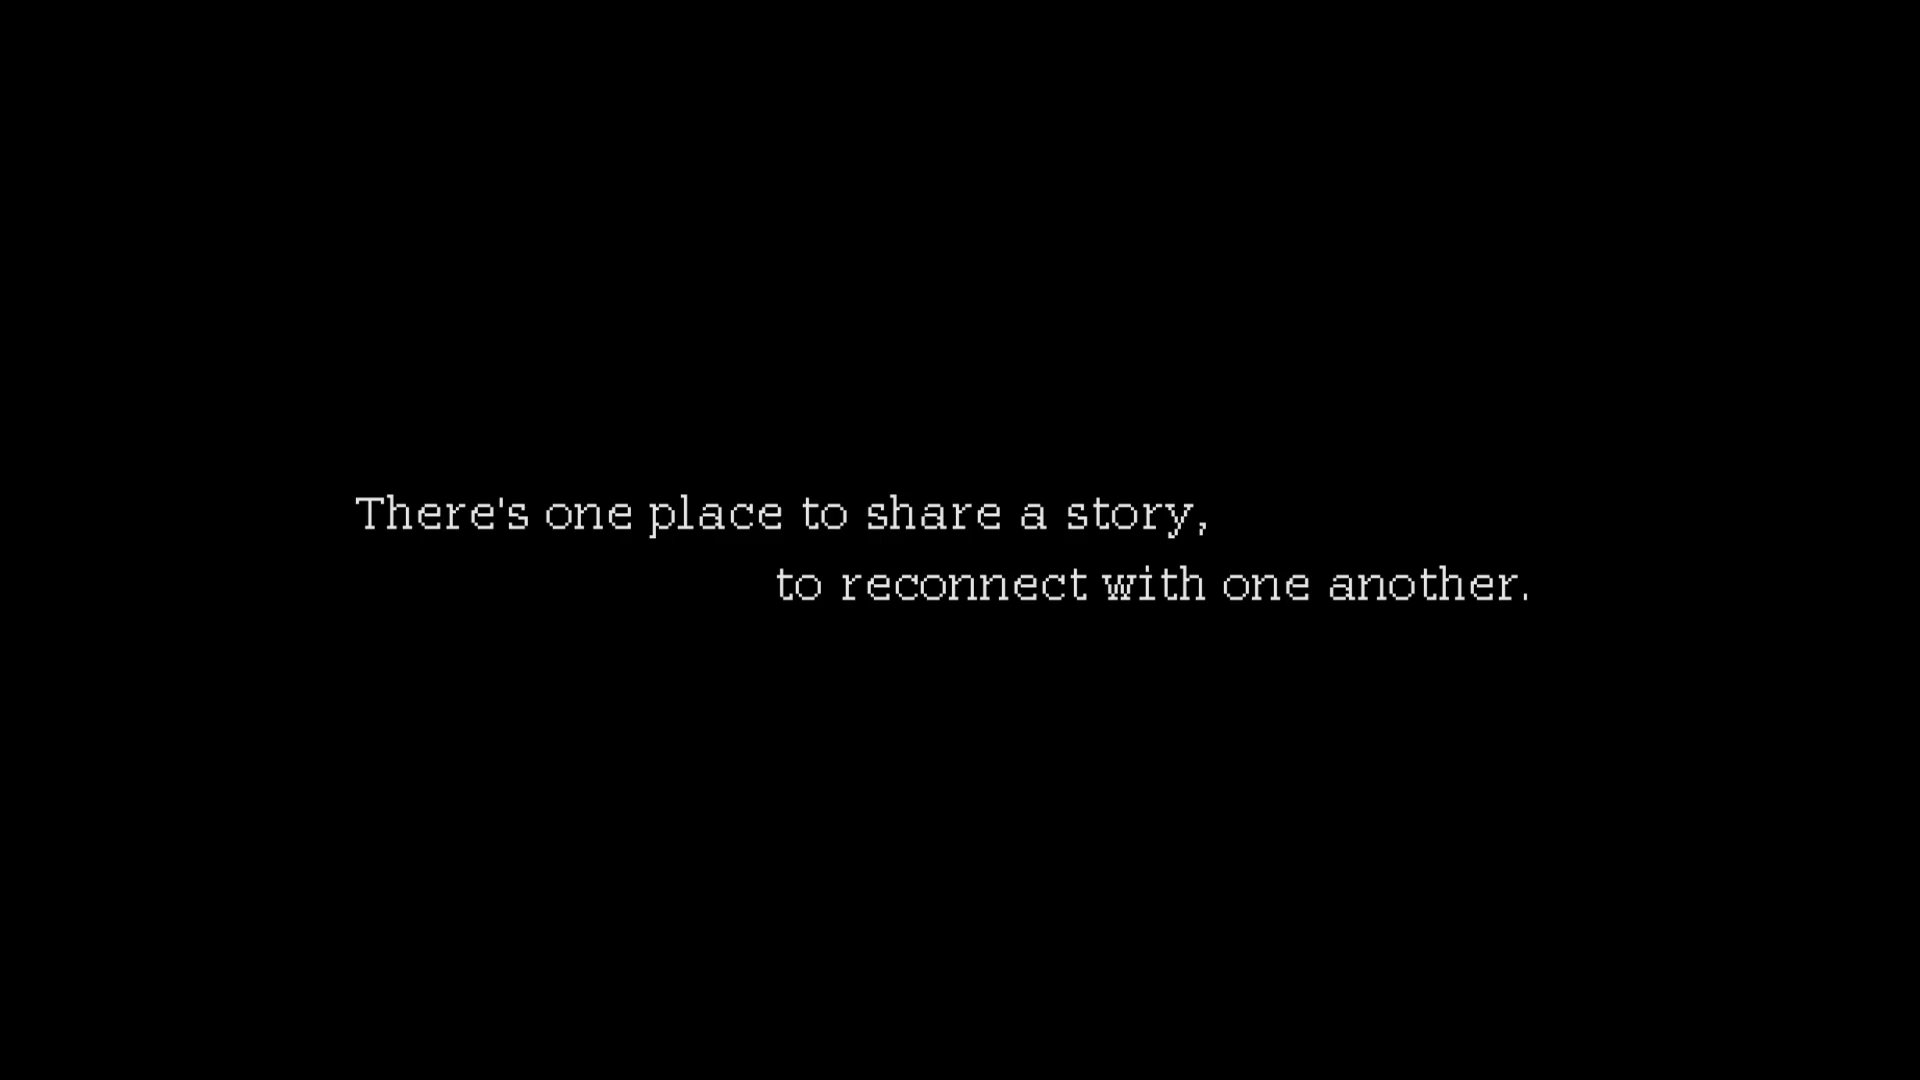 There's one place to share a story,
to reconnect with one another.